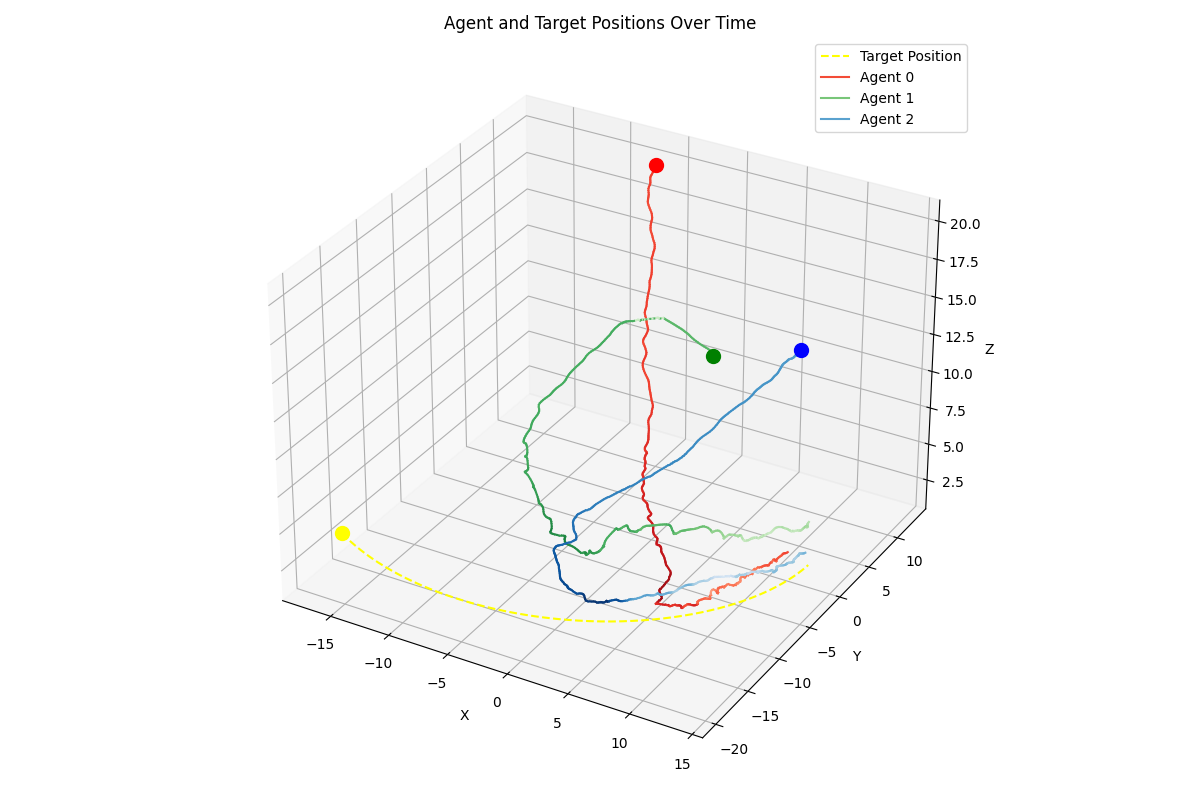 Agent and Target Positions Over Time
Target Position
Agent 0
Agent 1
Agent 2
20.0
17.5
15.0
12.5
Z
10.0
7.5
5.0
2.5
10
5
0
−5
Y
−10
−15
−20
−15
−10
−5
0
X
5
10
15